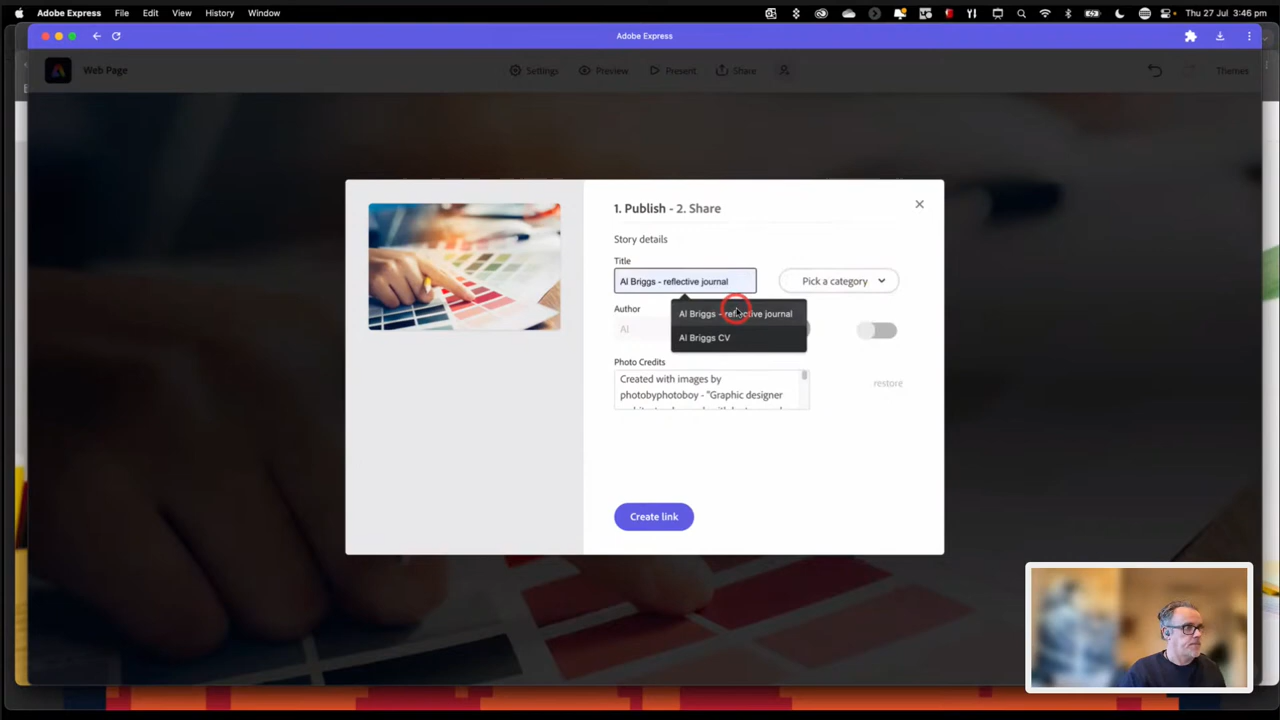 Adobe Express File Edit View History Window Thu 27 Jul 3:46 pm
Adobe Express
Web Page Settings Preview Present Share Themes
1. Publish - 2. Share
Story details
Title
Al Briggs - reflective journal Pick a category
Author Al Briggs - reflective journal
Al
Al Briggs CV
Photo Credits
Created with images by
photobyphotoboy - "Graphic designer
restore
Create link